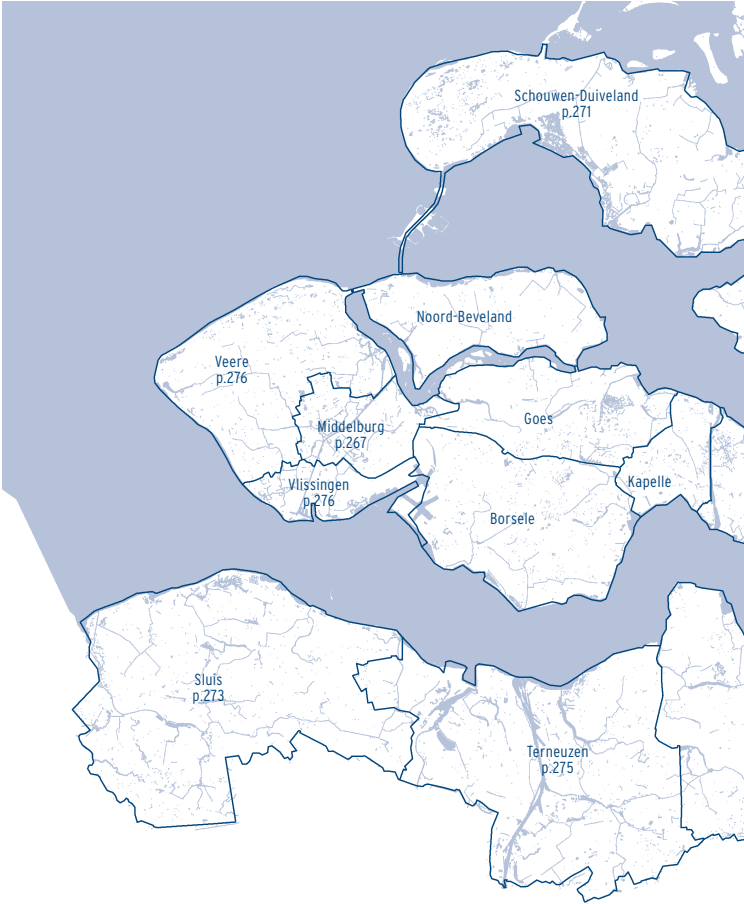 Schouwen-Duiveland
p.271
Noord-Beveland
Veere
p.276
Goes
Middelburg
p.267
Vlissingen
p.276
Kapelle
Borsele
Sluis
p.273
Terneuzen
p.275